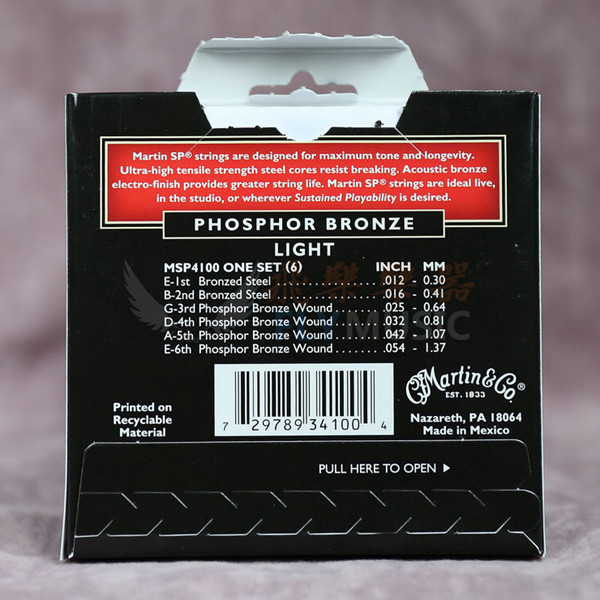 Martin SP® strings are designed for maximum tone and longevity.
Ultra-high tensile strength steel cores resist breaking. Acoustic bronze
electro-finish provides greater string life. Martin SP® strings are ideal live,
in the studio, or wherever Sustained Playability is desired.
PHOSPHOR BRONZE
LIGHT
MSP4100 ONE SET (6) INCH MM
E-1st Bronzed Steel .012 0.30
B-2nd Bronzed Steel .016 0.41
G-3rd Phosphor Bronze Wound .025 0.64
D-4th Phosphor Bronze Wound .032 0.81
A-5th Phosphor Bronze Wound .042 1.07
E-6th Phosphor Bronze Wound .054 1.37
Printed on
Recyclable
Material
7 29789 34100 4
Martin & Co.
EST. 1833
Nazareth, PA 18064
Made in Mexico
PULL HERE TO OPEN